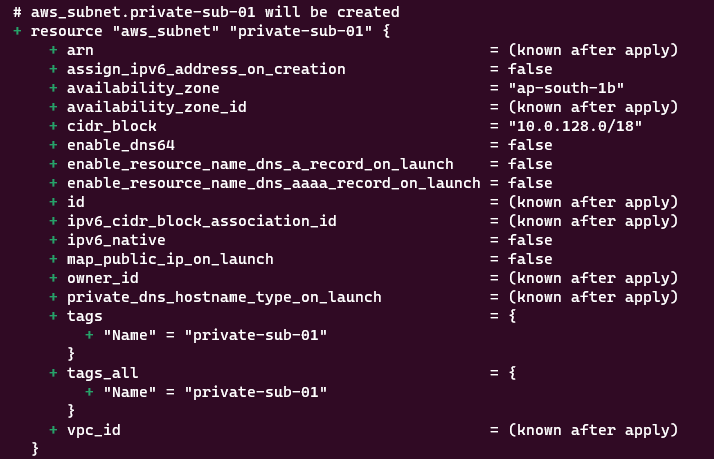 # aws_subnet.private-sub-01 will be created
+ resource "aws_subnet" "private-sub-01" {
    + arn                                            = (known after apply)
    + assign_ipv6_address_on_creation                = false
    + availability_zone                              = "ap-south-1b"
    + availability_zone_id                           = (known after apply)
    + cidr_block                                     = "10.0.128.0/18"
    + enable_dns64                                   = false
    + enable_resource_name_dns_a_record_on_launch    = false
    + enable_resource_name_dns_aaaa_record_on_launch = false
    + id                                             = (known after apply)
    + ipv6_cidr_block_association_id                 = (known after apply)
    + ipv6_native                                    = false
    + map_public_ip_on_launch                        = false
    + owner_id                                       = (known after apply)
    + private_dns_hostname_type_on_launch            = (known after apply)
    + tags                                           = {
        + "Name" = "private-sub-01"
      }
    + tags_all                                       = {
        + "Name" = "private-sub-01"
      }
    + vpc_id                                         = (known after apply)
  }